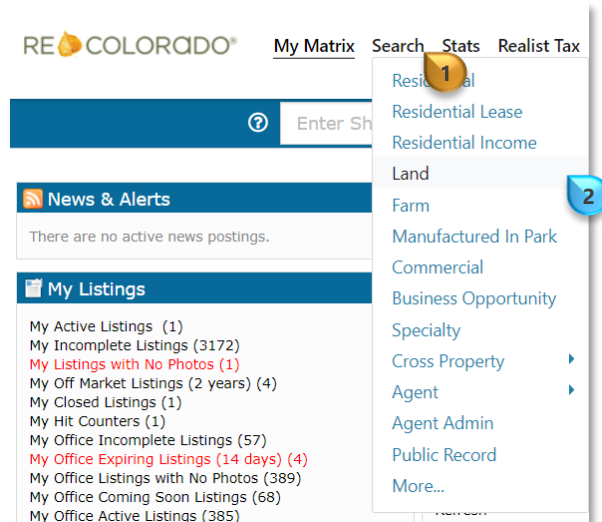 RE COLORADO®
My Matrix Search Stats Realist Tax
1
Residential
Residential Lease
Residential Income
Land
2
Farm
Manufactured In Park
Commercial
Business Opportunity
Specialty
Cross Property
Agent
Agent Admin
Public Record
More...
? Enter Sh
News & Alerts
There are no active news postings.
My Listings
My Active Listings (1)
My Incomplete Listings (3172)
My Listings with No Photos (1)
My Off Market Listings (2 years) (4)
My Closed Listings (1)
My Hit Counters (1)
My Office Incomplete Listings (57)
My Office Expiring Listings (14 days) (4)
My Office Listings with No Photos (389)
My Office Coming Soon Listings (68)
My Office Active Listings (385)
Refresh